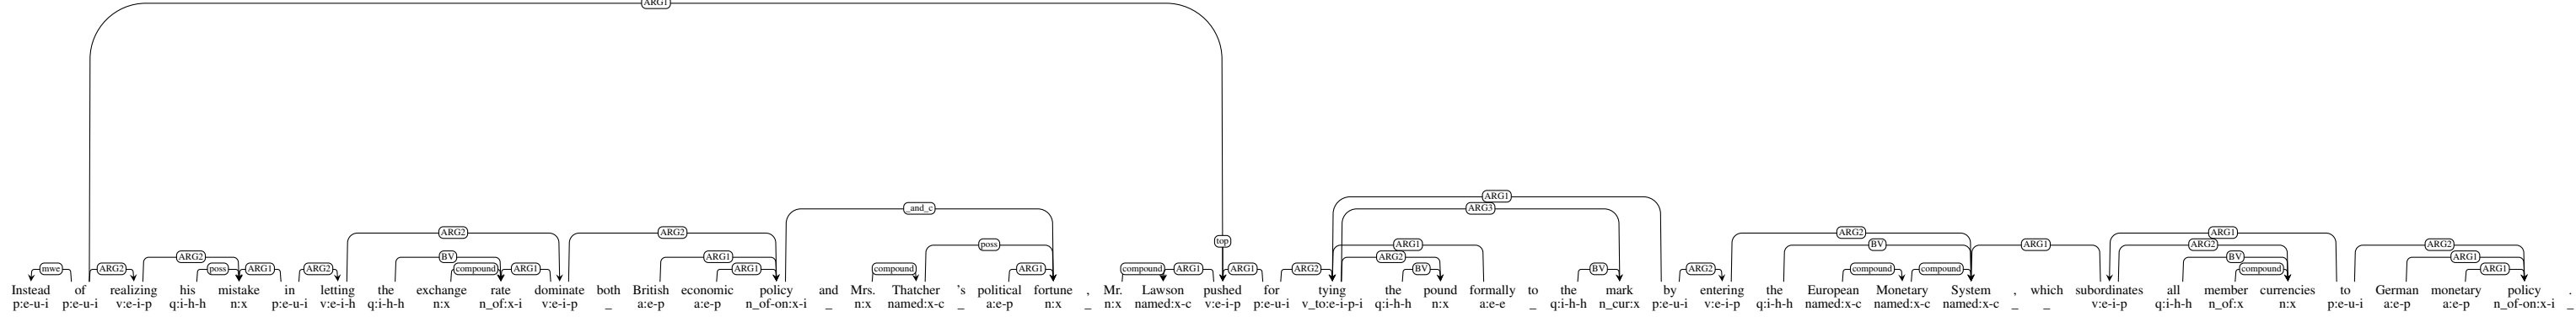 ARG1
ARG1
_and_c
ARG3
ARG2 ARG2 poss top ARG1 ARG2 ARG1
ARG2 BV ARG1 ARG2 BV ARG1 ARG2 ARG2
mwe ARG2 poss ARG1 ARG2 compound ARG1 ARG1 compound ARG1 compound ARG1 ARG1 ARG2 BV BV ARG2 compound compound BV compound ARG1 ARG1
Instead of realizing his mistake in letting the exchange rate dominate both British economic policy and Mrs. Thatcher 's political fortune , Mr. Lawson pushed for tying the pound formally to the mark by entering the European Monetary System , which subordinates all member currencies to German monetary policy .
p:e-u-i p:e-u-i v:e-i-p q:i-h-h n:x p:e-u-i v:e-i-h q:i-h-h n:x n_of:x-i v:e-i-p _ a:e-p a:e-p n_of-on:x-i _ n:x named:x-c _ a:e-p n:x _ n:x named:x-c v:e-i-p p:e-u-i v_to:e-i-p-i q:i-h-h n:x a:e-e _ q:i-h-h n_cur:x p:e-u-i v:e-i-p q:i-h-h named:x-c named:x-c named:x-c _ _ v:e-i-p q:i-h-h n_of:x n:x p:e-u-i a:e-p a:e-p n_of-on:x-i _